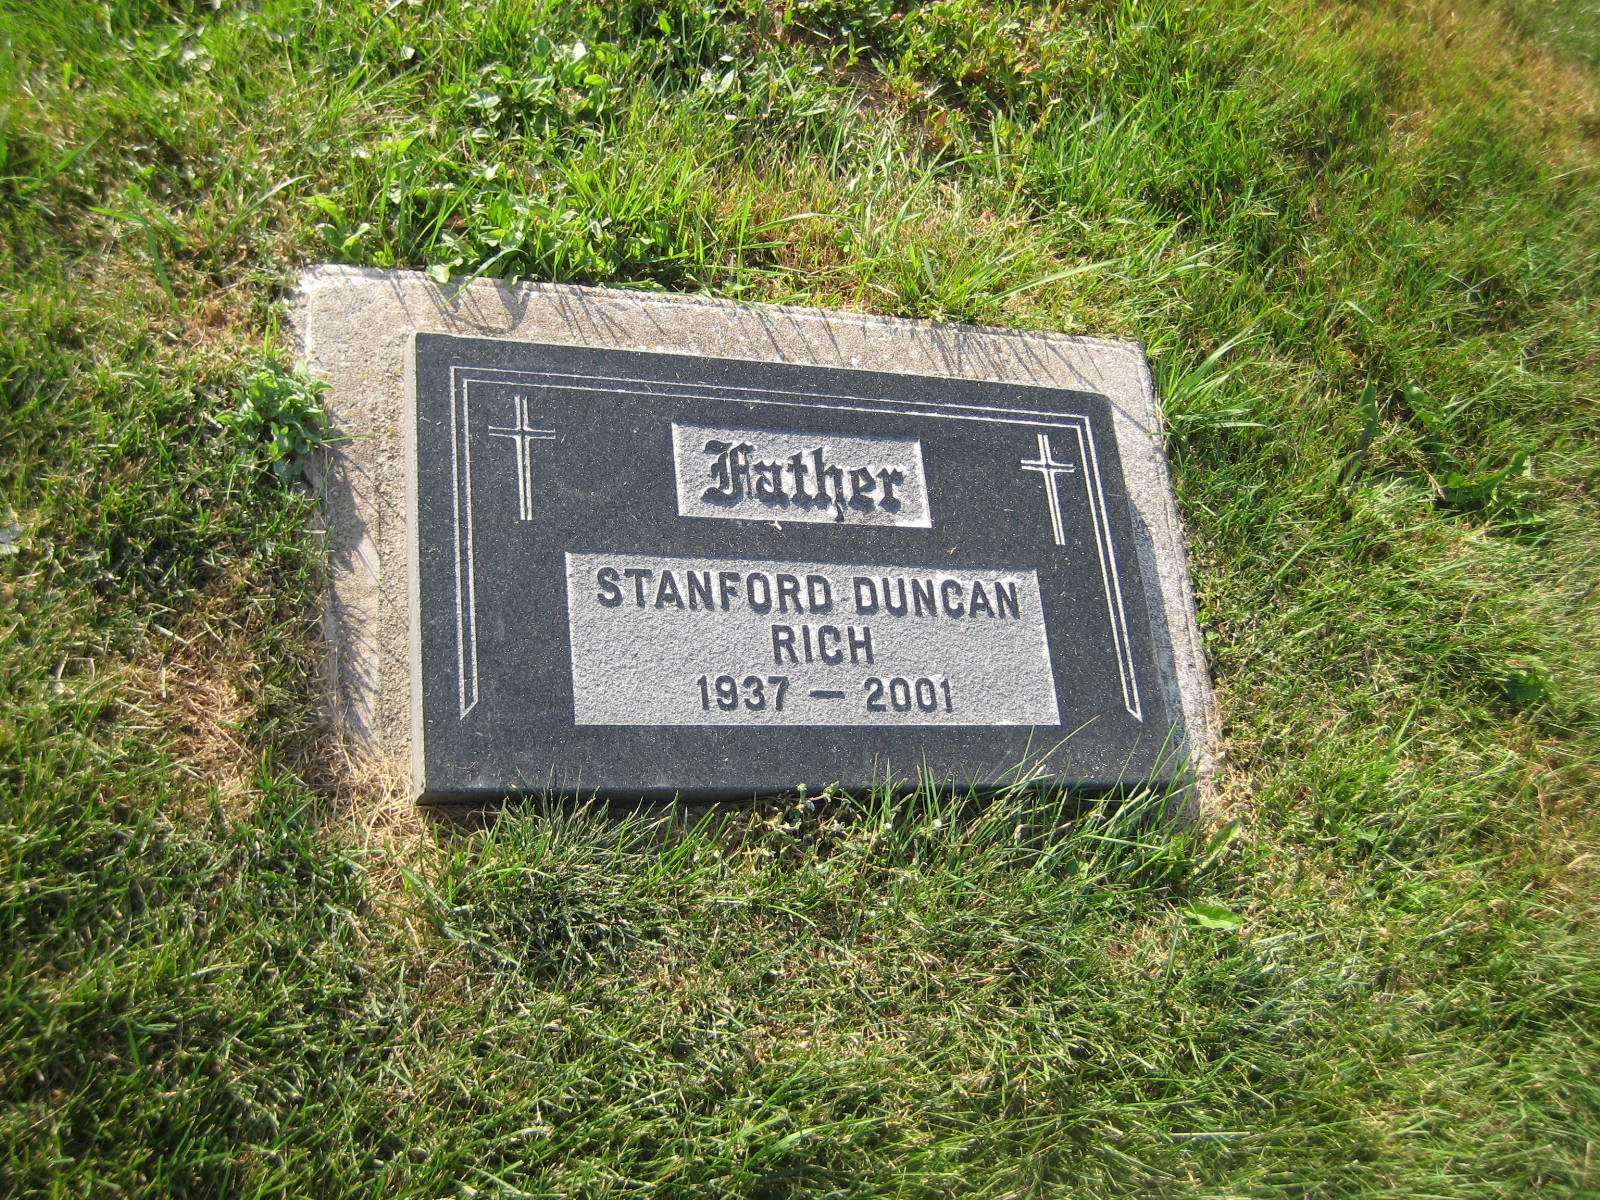 Father
STANFORD DUNCAN
RICH
1937 — 2001